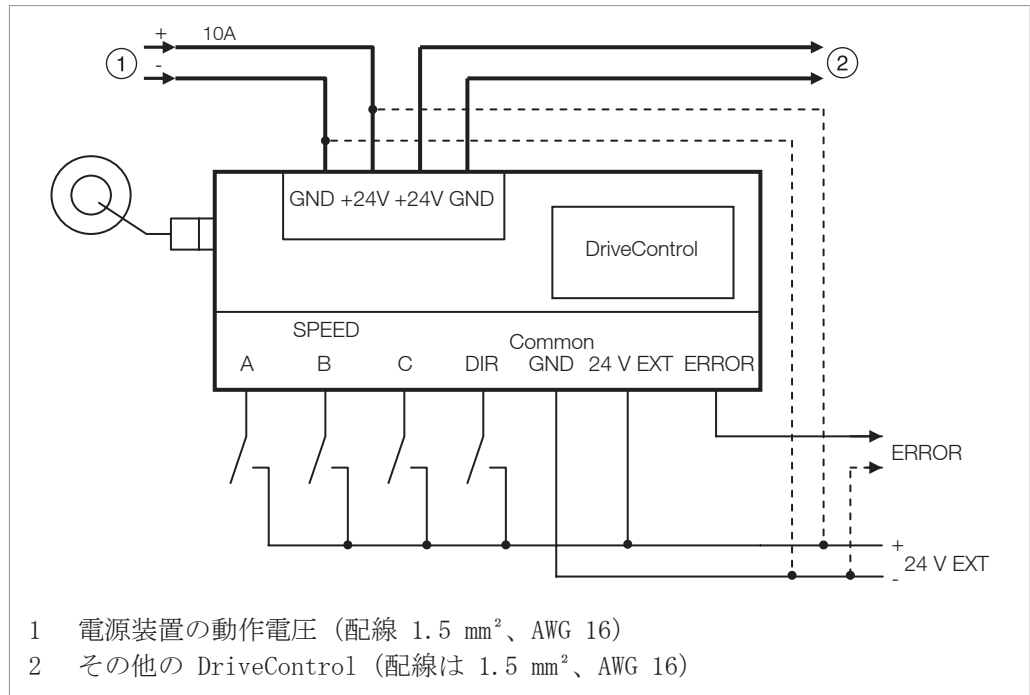 + 10A
1 - 2
GND +24V +24V GND
DriveControl
SPEED
Common
A B C DIR GND 24 V EXT ERROR
ERROR
+
24 V EXT
-
1 電源装置の動作電圧 (配線 1.5 mm²、AWG 16)
2 その他の DriveControl (配線は 1.5 mm²、AWG 16)